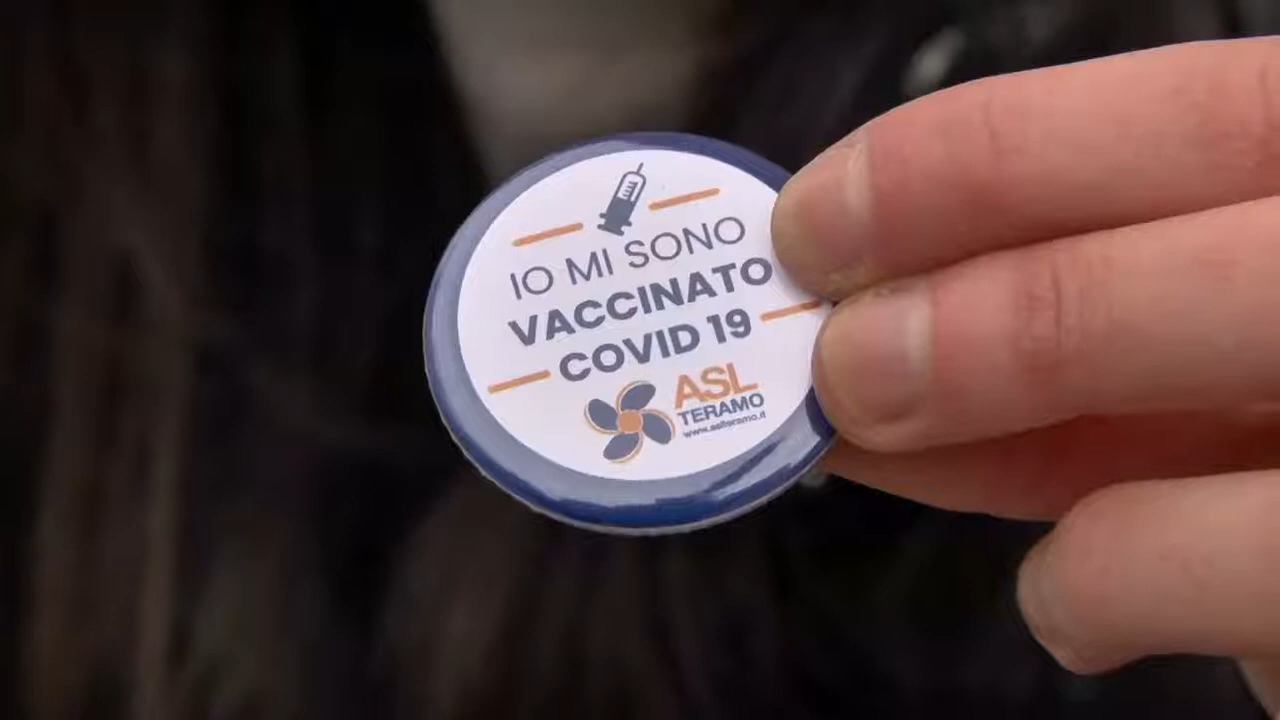 IO MI SONO
VACCINATO
COVID 19
ASL
TERAMO
www.aslteramo.it